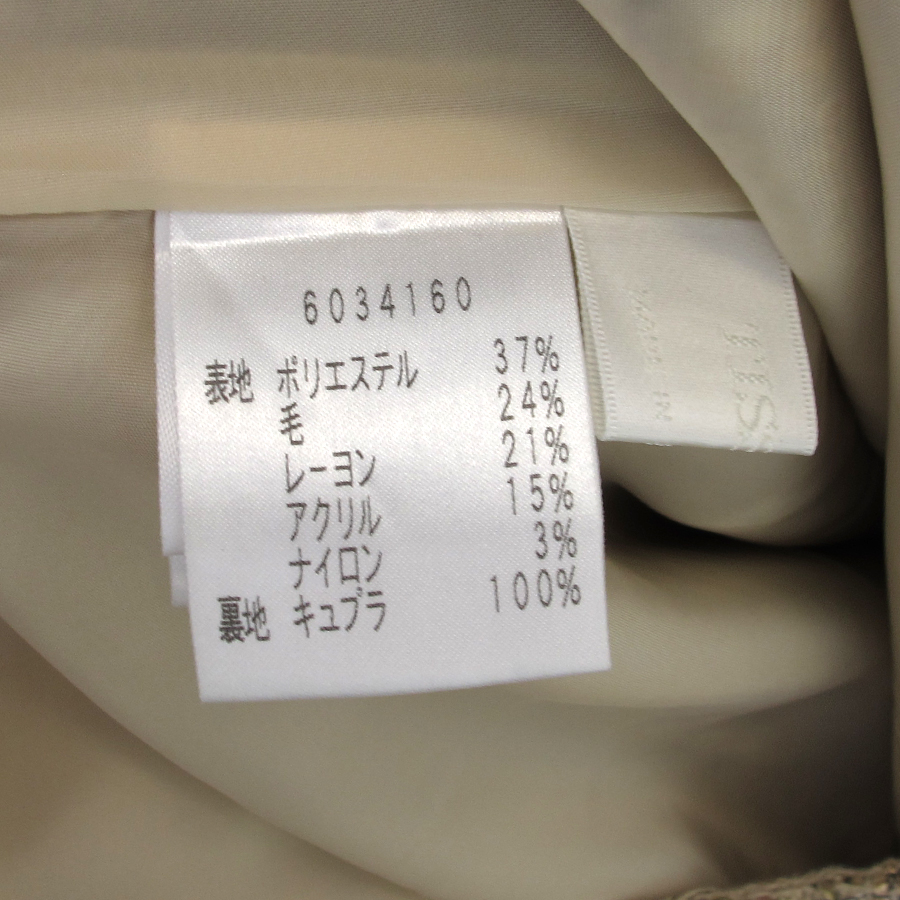 6034160
表地 ポリエステル 37%
毛 24%
レーヨン 21%
アクリル 15%
ナイロン 3%
裏地 キュプラ 100%